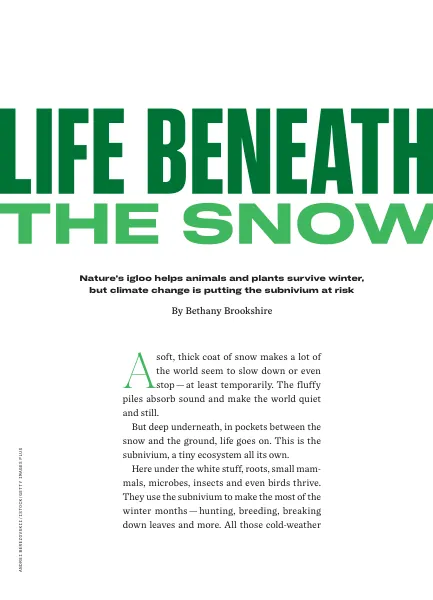 LIFE BENEATH
THE SNOW
Nature's igloo helps animals and plants survive winter,
but climate change is putting the subnivium at risk
By Bethany Brookshire
A soft, thick coat of snow makes a lot of
the world seem to slow down or even
stop — at least temporarily. The fluffy
piles absorb sound and make the world quiet
and still.
But deep underneath, in pockets between the
snow and the ground, life goes on. This is the
subnivium, a tiny ecosystem all its own.
Here under the white stuff, roots, small mam-
mals, microbes, insects and even birds thrive.
They use the subnivium to make the most of the
winter months — hunting, breeding, breaking
down leaves and more. All those cold-weather